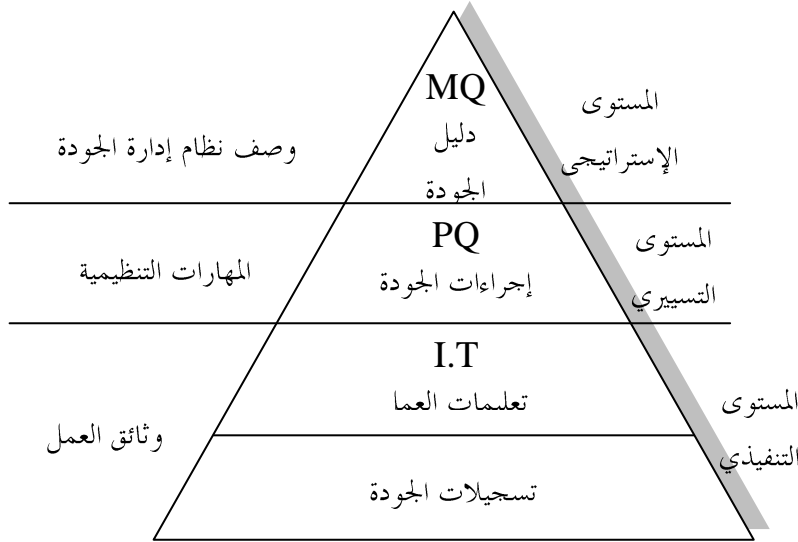 MQ
دليل
الجودة
المستوى
الإستراتيجي
وصف نظام إدارة الجودة
PQ
إجراءات الجودة
المستوى
التسييري
المهارات التنظيمية
I.T
تعليمات العما
المستوى
التنفيذي
وثائق العمل
تسجيلات الجودة